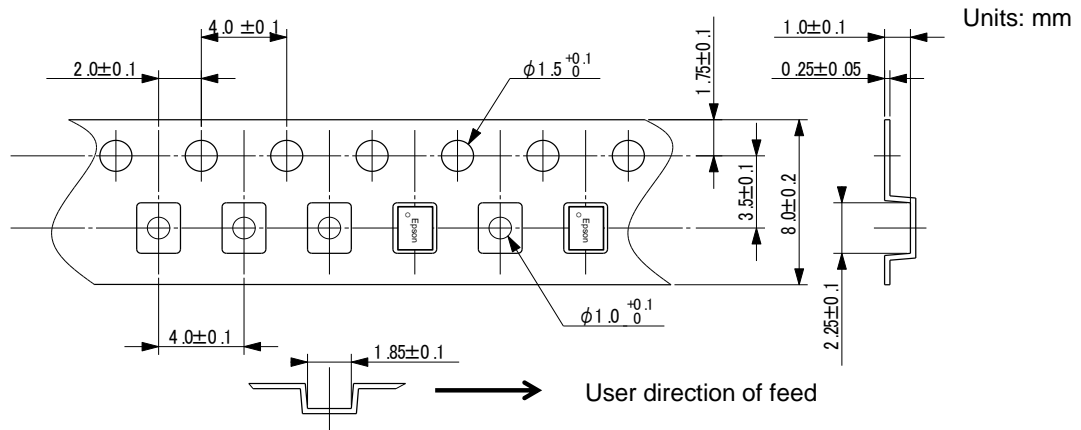 Units: mm
4.0 ±0.1
1.0±0.1
2.0±0.1
φ1.5 +0.1 0
1.75±0.1
0.25±0.05
3.5±0.1
8.0±0.2
Epson
Epson
2.25±0.1
φ1.0 +0.1 0
4.0±0.1
1.85±0.1
User direction of feed